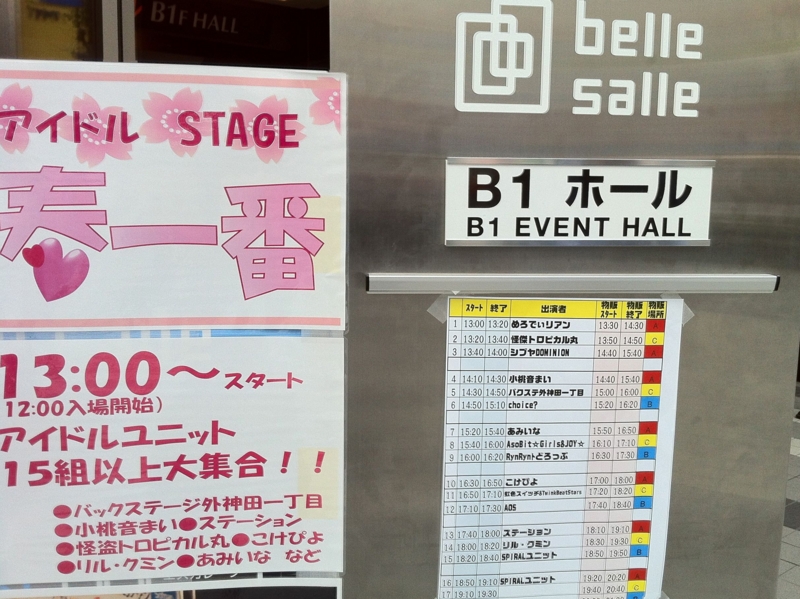 B1F HALL
belle
salle
アイドル STAGE
春一番
B1 ホール
B1 EVENT HALL
13:00〜スタート
12:00入場開始)
アイドルユニット
15組以上大集合!!
●バックステージ外神田一丁目
●小桃音まい●ステーション
●怪盗トロピカル丸●こけぴよ
●リル・クミン●あみいな など
スタート 終了 出演者 物販スタート 物販終了 物販場所
1 13:00 13:20 めろでぃリアン 13:30 14:30 A
2 13:20 13:40 怪傑トロピカル丸 13:50 14:50 C
3 13:40 14:00 シブヤDOMINION 14:40 15:40 A
4 14:10 14:30 小桃音まい 14:40 15:40 A
5 14:30 14:50 バクステ外神田一丁目 15:00 16:00 C
6 14:50 15:10 choice? 15:20 16:20 B
7 15:20 15:40 あみいな 15:50 16:50 A
8 15:40 16:00 AsoBit☆Girls&JOY☆ 16:10 17:10 C
9 16:00 16:20 RynRynトどろっぷ 16:30 17:30 B
10 16:30 16:50 こけぴよ 17:00 18:00 A
11 16:50 17:10 虹色スイッチ&TwinkBeatStars 17:20 18:20 C
12 17:10 17:30 AOS 17:40 18:40 B
13 17:40 18:00 ステーション 18:10 19:10 A
14 18:00 18:20 リル・クミン 18:30 19:30 C
15 18:20 18:40 SPIRALユニット 18:50 19:50 B
16 18:50 19:10 SPIRALユニット 19:20 20:20 A
17 19:10 19:30 19:40 20:40 C